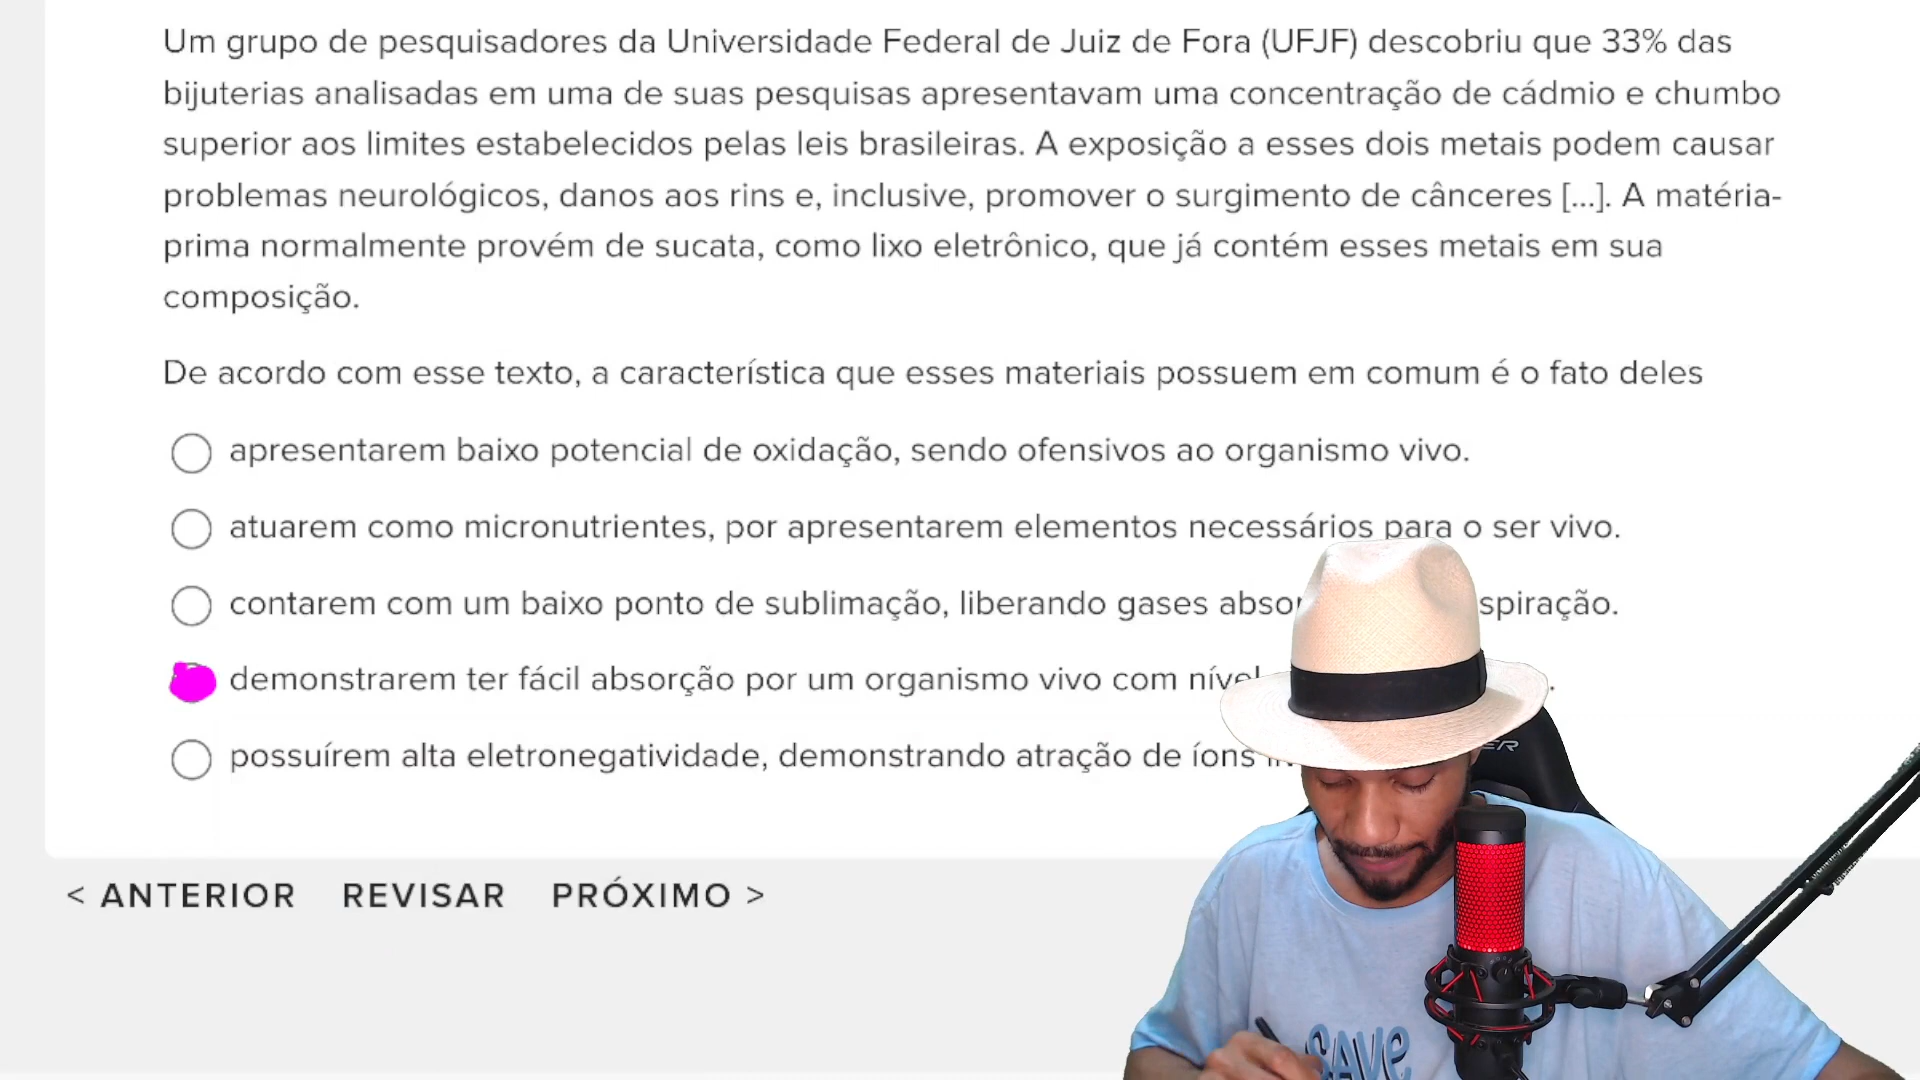 Um grupo de pesquisadores da Universidade Federal de Juiz de Fora (UFJF) descobriu que 33% das
bijuterias analisadas em uma de suas pesquisas apresentavam uma concentração de cádmio e chumbo
superior aos limites estabelecidos pelas leis brasileiras. A exposição a esses dois metais podem causar
problemas neurológicos, danos aos rins e, inclusive, promover o surgimento de cânceres [...]. A matéria-
prima normalmente provém de sucata, como lixo eletrônico, que já contém esses metais em sua
composição.
De acordo com esse texto, a característica que esses materiais possuem em comum é o fato deles
apresentarem baixo potencial de oxidação, sendo ofensivos ao organismo vivo.
atuarem como micronutrientes, por apresentarem elementos necessários para o ser vivo.
contarem com um baixo ponto de sublimação, liberando gases
demonstrarem ter fácil absorção por um organismo vivo com nível
possuírem alta eletronegatividade, demonstrando atração de íons
< ANTERIOR REVISAR PRÓXIMO >
SAVE